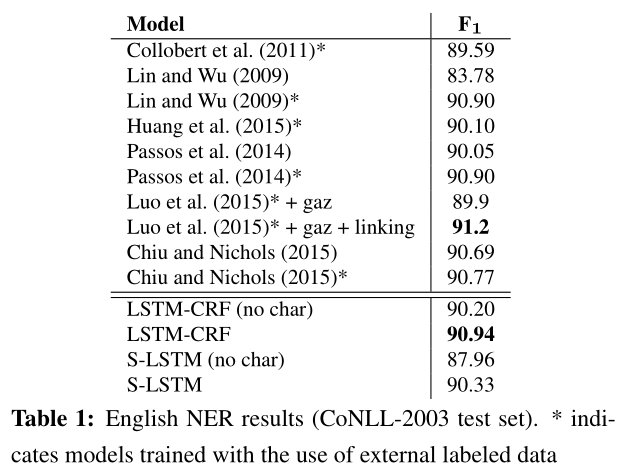 Model F₁
Collobert et al. (2011)* 89.59
Lin and Wu (2009) 83.78
Lin and Wu (2009)* 90.90
Huang et al. (2015)* 90.10
Passos et al. (2014) 90.05
Passos et al. (2014)* 90.90
Luo et al. (2015)* + gaz 89.9
Luo et al. (2015)* + gaz + linking 91.2
Chiu and Nichols (2015) 90.69
Chiu and Nichols (2015)* 90.77
LSTM-CRF (no char) 90.20
LSTM-CRF 90.94
S-LSTM (no char) 87.96
S-LSTM 90.33
Table 1: English NER results (CoNLL-2003 test set). * indi-
cates models trained with the use of external labeled data